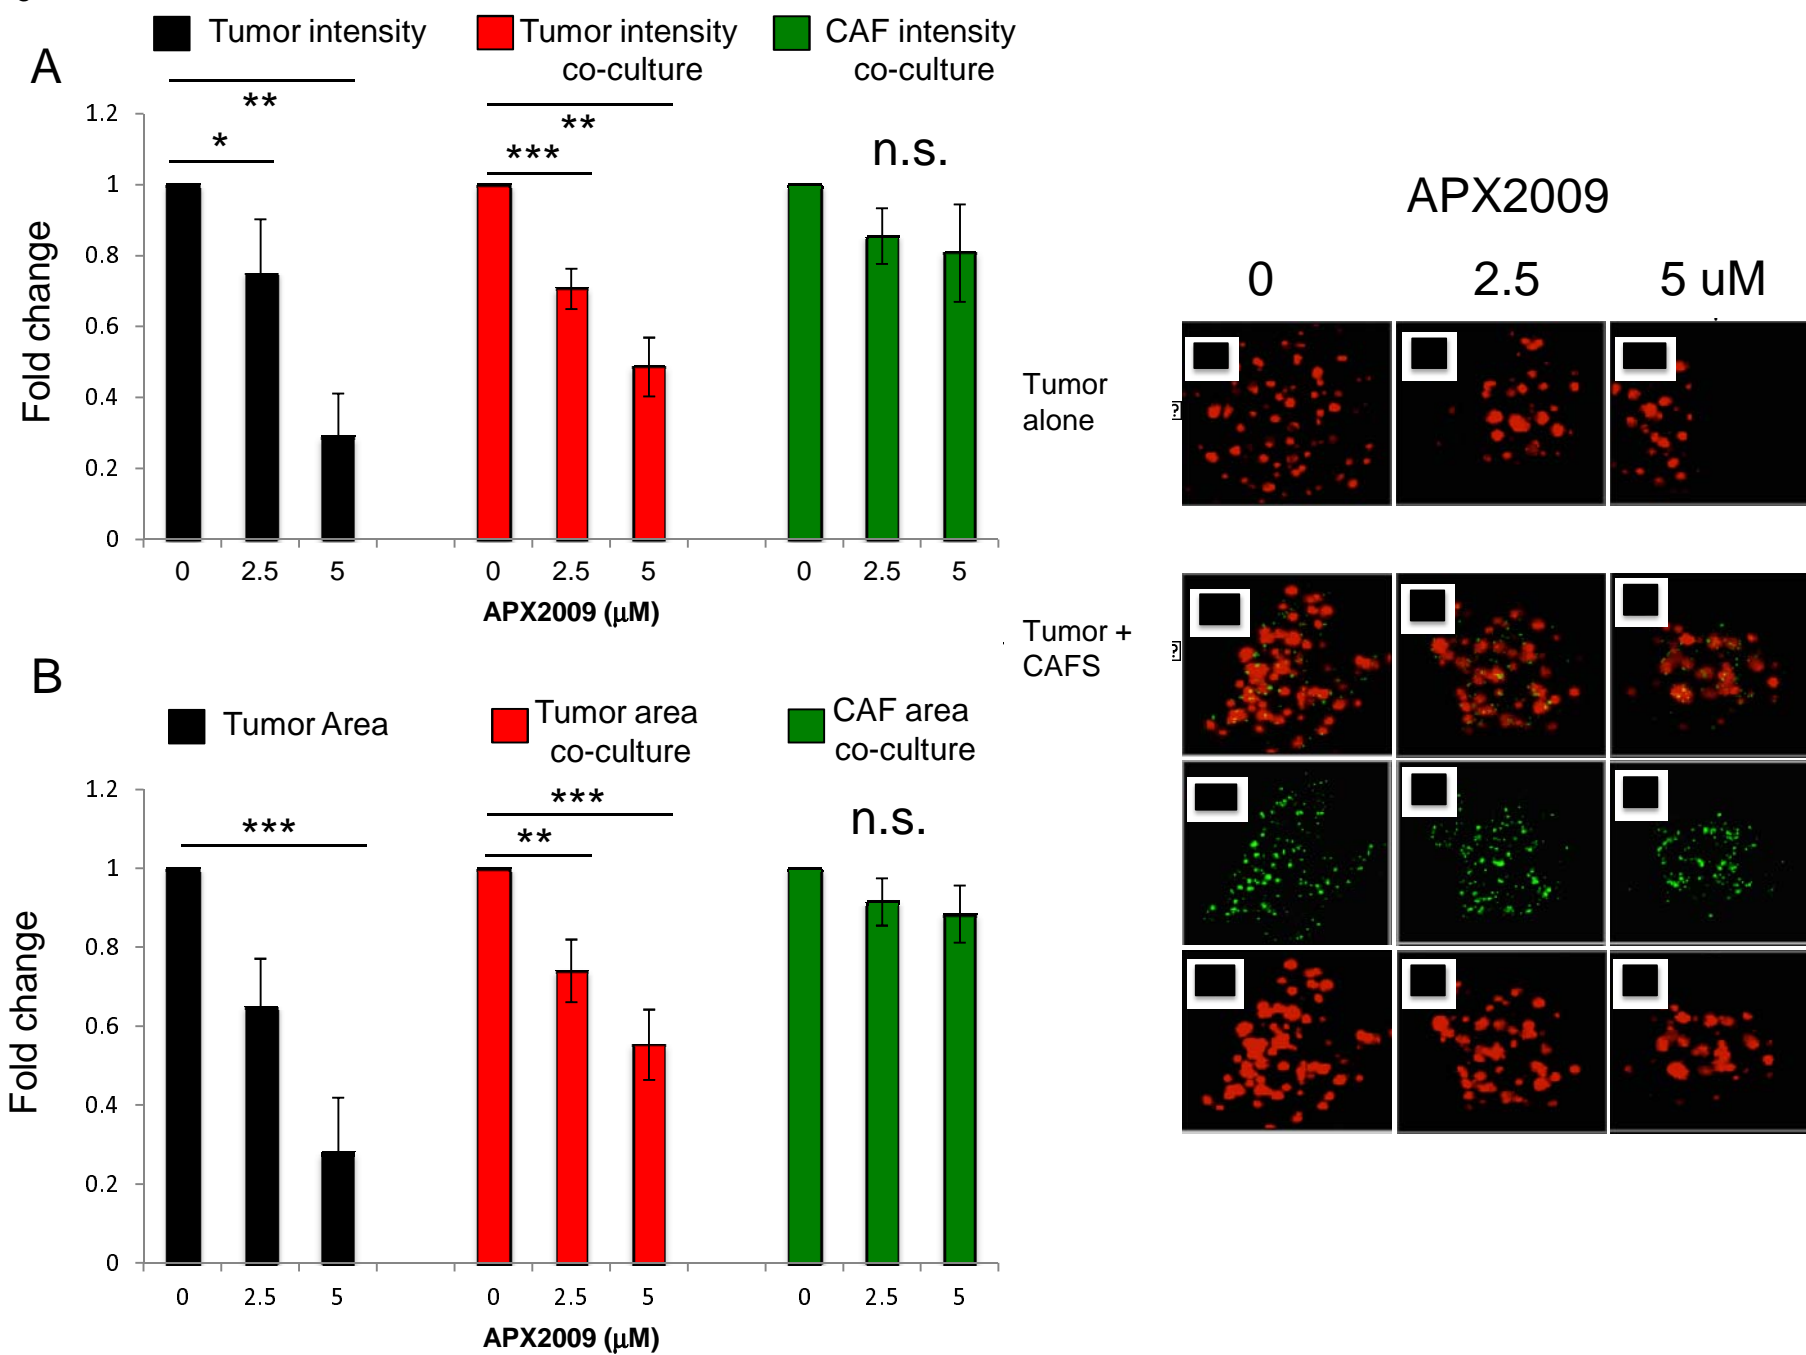 A
Tumor intensity
Tumor intensity
co-culture
CAF intensity
co-culture
**
*
**
***
n.s.
1.2
1
0.8
0.6
0.4
0.2
0
Fold change
0 2.5 5 0 2.5 5 0 2.5 5
APX2009 (μM)
B
Tumor Area
Tumor area
co-culture
CAF area
co-culture
***
***
**
n.s.
1.2
1
0.8
0.6
0.4
0.2
0
Fold change
0 2.5 5 0 2.5 5 0 2.5 5
APX2009 (μM)
APX2009
0 2.5 5 uM
Tumor
alone
Tumor +
CAFS